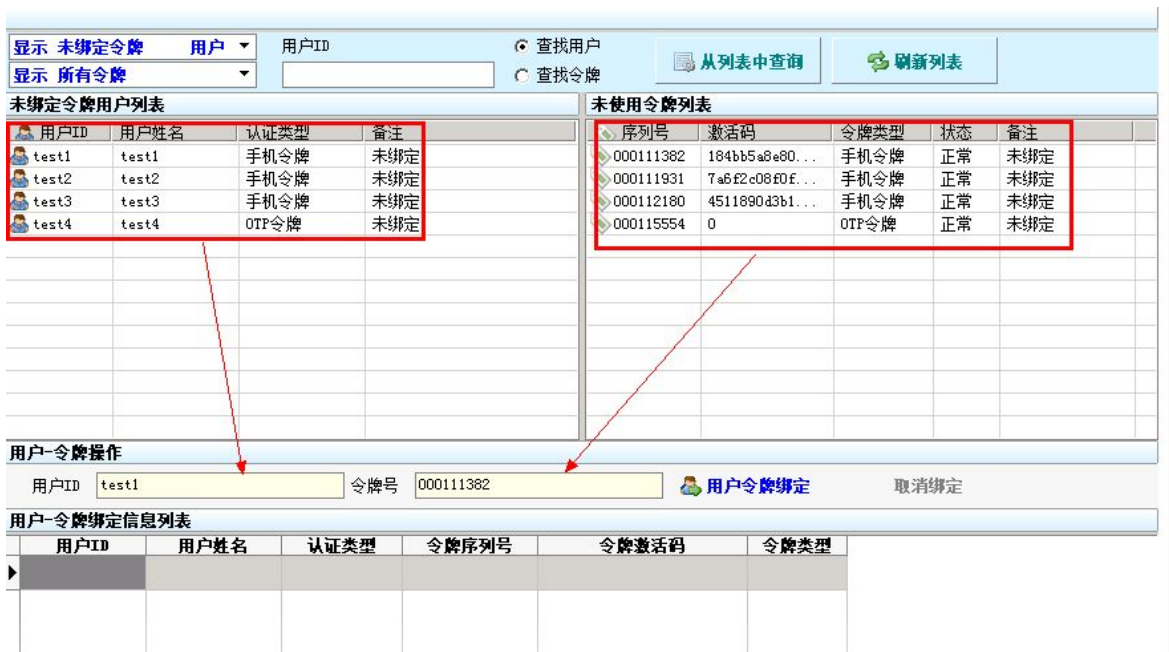 显示 未绑定令牌 用户
用户ID
查找用户
显示 所有令牌
查找令牌
从列表中查询
刷新列表
未绑定令牌用户列表
用户ID 用户姓名 认证类型 备注
test1 test1 手机令牌 未绑定
test2 test2 手机令牌 未绑定
test3 test3 手机令牌 未绑定
test4 test4 OTP令牌 未绑定
未使用令牌列表
序列号 激活码 令牌类型 状态 备注
000111382 184bb5a8e80... 手机令牌 正常 未绑定
000111931 7a6f2c08f0f... 手机令牌 正常 未绑定
000112180 4511890d3b1... 手机令牌 正常 未绑定
000115554 0 OTP令牌 正常 未绑定
用户-令牌操作
用户ID test1 令牌号 000111382 用户令牌绑定 取消绑定
用户-令牌绑定信息列表
用户ID 用户姓名 认证类型 令牌序列号 令牌激活码 令牌类型